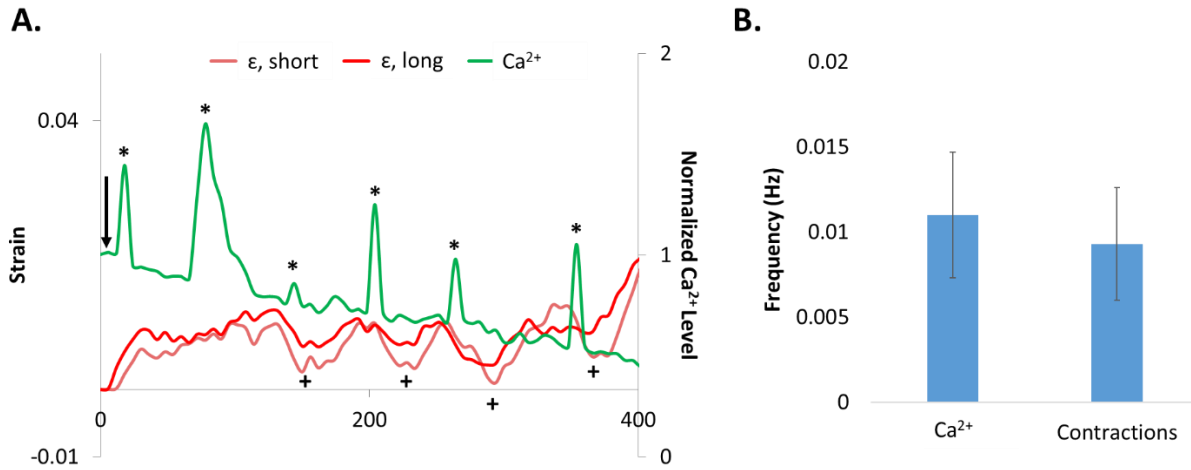 A.
ε, short ε, long Ca²⁺
2
0.04
*
*
*
*
*
*
Strain
1
Normalized Ca²⁺ Level
+
+
+
+
0 200 400
-0.01
0
B.
0.02
0.015
0.01
0.005
0
Frequency (Hz)
Ca²⁺ Contractions